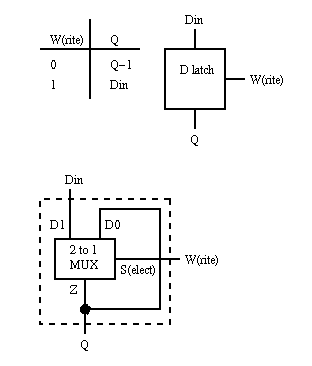 Din
W(rite) Q
0 Q−1
1 Din
D latch
W(rite)
Q
Din
D1 D0
2 to 1
MUX
S(elect)
W(rite)
Z
Q